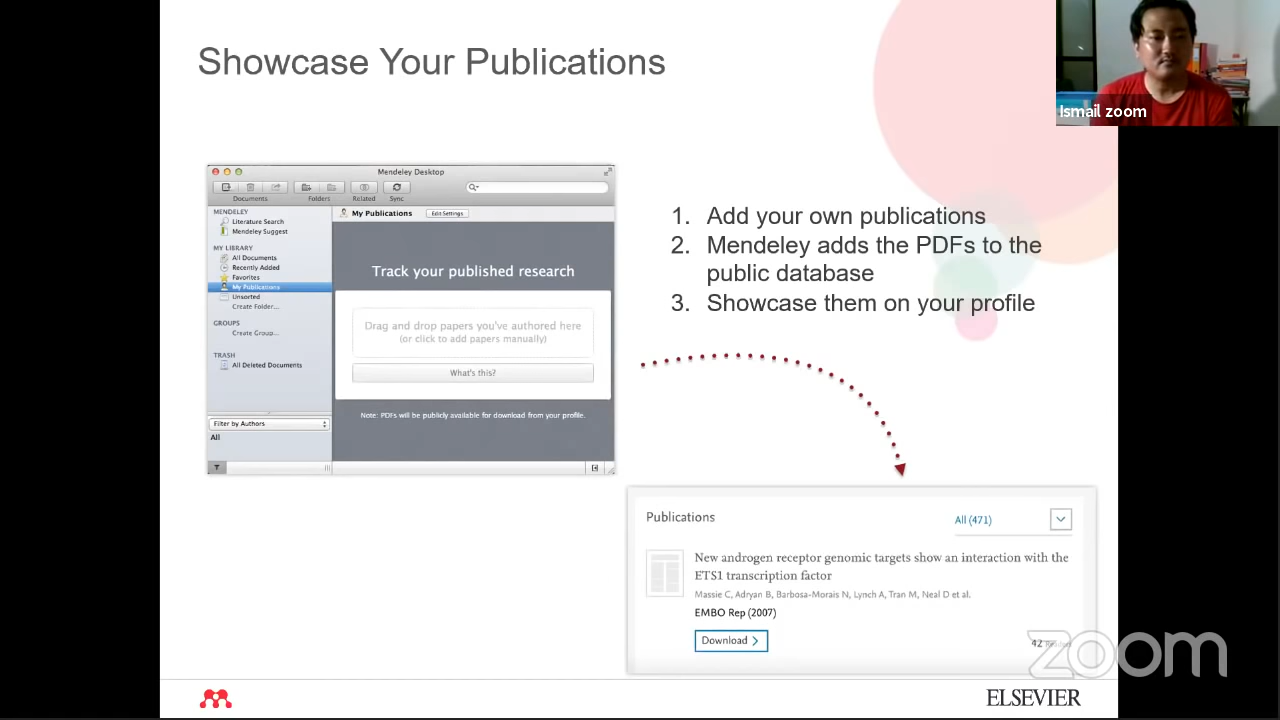 Showcase Your Publications
Ismail zoom
Mendeley Desktop
Documents
Folders
Related
Sync
MENDELEY
Literature Search
Mendeley Suggest
MY LIBRARY
All Documents
Recently Added
Favorites
My Publications
Unsorted
Create Folder...
GROUPS
Create Group...
TRASH
All Deleted Documents
Filter by Authors
All
My Publications
Edit Settings
Track your published research
Drag and drop papers you've authored here
(or click to add papers manually)
What's this?
Note: PDFs will be publicly available for download from your profile.
1. Add your own publications
2. Mendeley adds the PDFs to the
public database
3. Showcase them on your profile
Publications
All (471)
New androgen receptor genomic targets show an interaction with the
ETS1 transcription factor
Massie C, Adryan B, Barbosa-Morais N, Lynch A, Tran M, Neal D et al.
EMBO Rep (2007)
Download
42
zoom
ELSEVIER